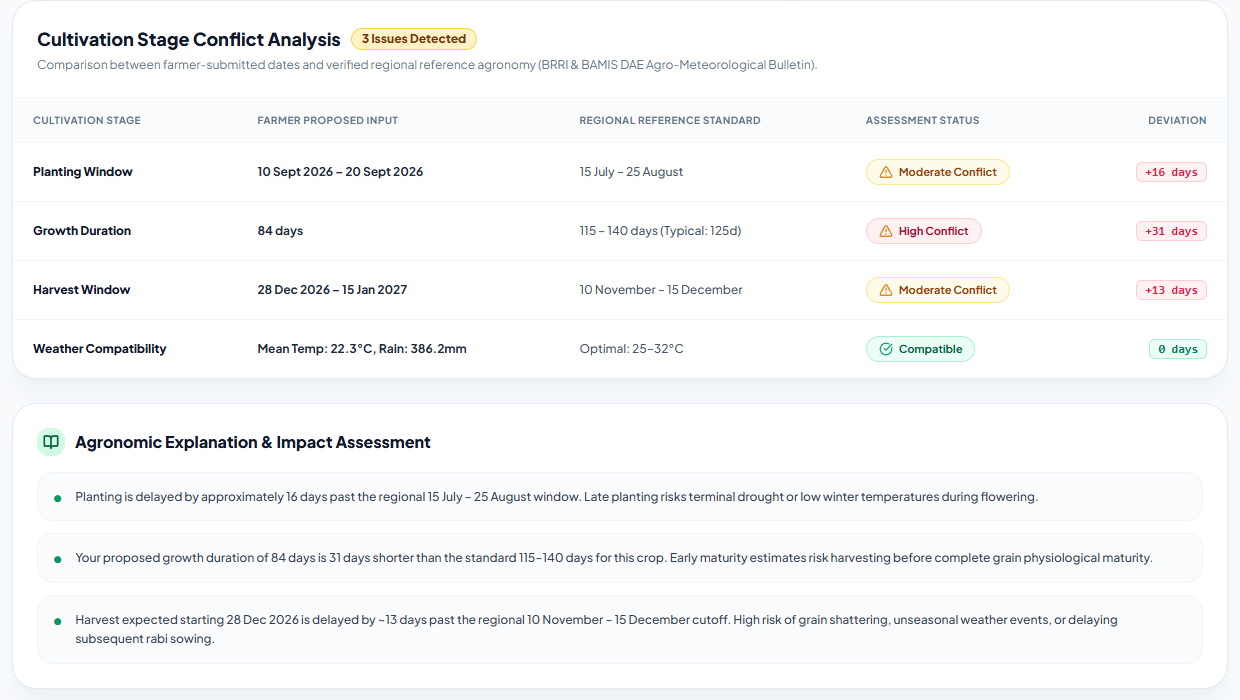 Cultivation Stage Conflict Analysis 3 Issues Detected
Comparison between farmer-submitted dates and verified regional reference agronomy (BRRI & BAMIS DAE Agro-Meteorological Bulletin).
CULTIVATION STAGE FARMER PROPOSED INPUT REGIONAL REFERENCE STANDARD ASSESSMENT STATUS DEVIATION
Planting Window 10 Sept 2026 – 20 Sept 2026 15 July – 25 August Moderate Conflict +16 days
Growth Duration 84 days 115 – 140 days (Typical: 125d) High Conflict +31 days
Harvest Window 28 Dec 2026 – 15 Jan 2027 10 November – 15 December Moderate Conflict +13 days
Weather Compatibility Mean Temp: 22.3°C, Rain: 386.2mm Optimal: 25–32°C Compatible 0 days
Agronomic Explanation & Impact Assessment
Planting is delayed by approximately 16 days past the regional 15 July – 25 August window. Late planting risks terminal drought or low winter temperatures during flowering.
Your proposed growth duration of 84 days is 31 days shorter than the standard 115–140 days for this crop. Early maturity estimates risk harvesting before complete grain physiological maturity.
Harvest expected starting 28 Dec 2026 is delayed by ~13 days past the regional 10 November – 15 December cutoff. High risk of grain shattering, unseasonal weather events, or delaying
subsequent rabi sowing.